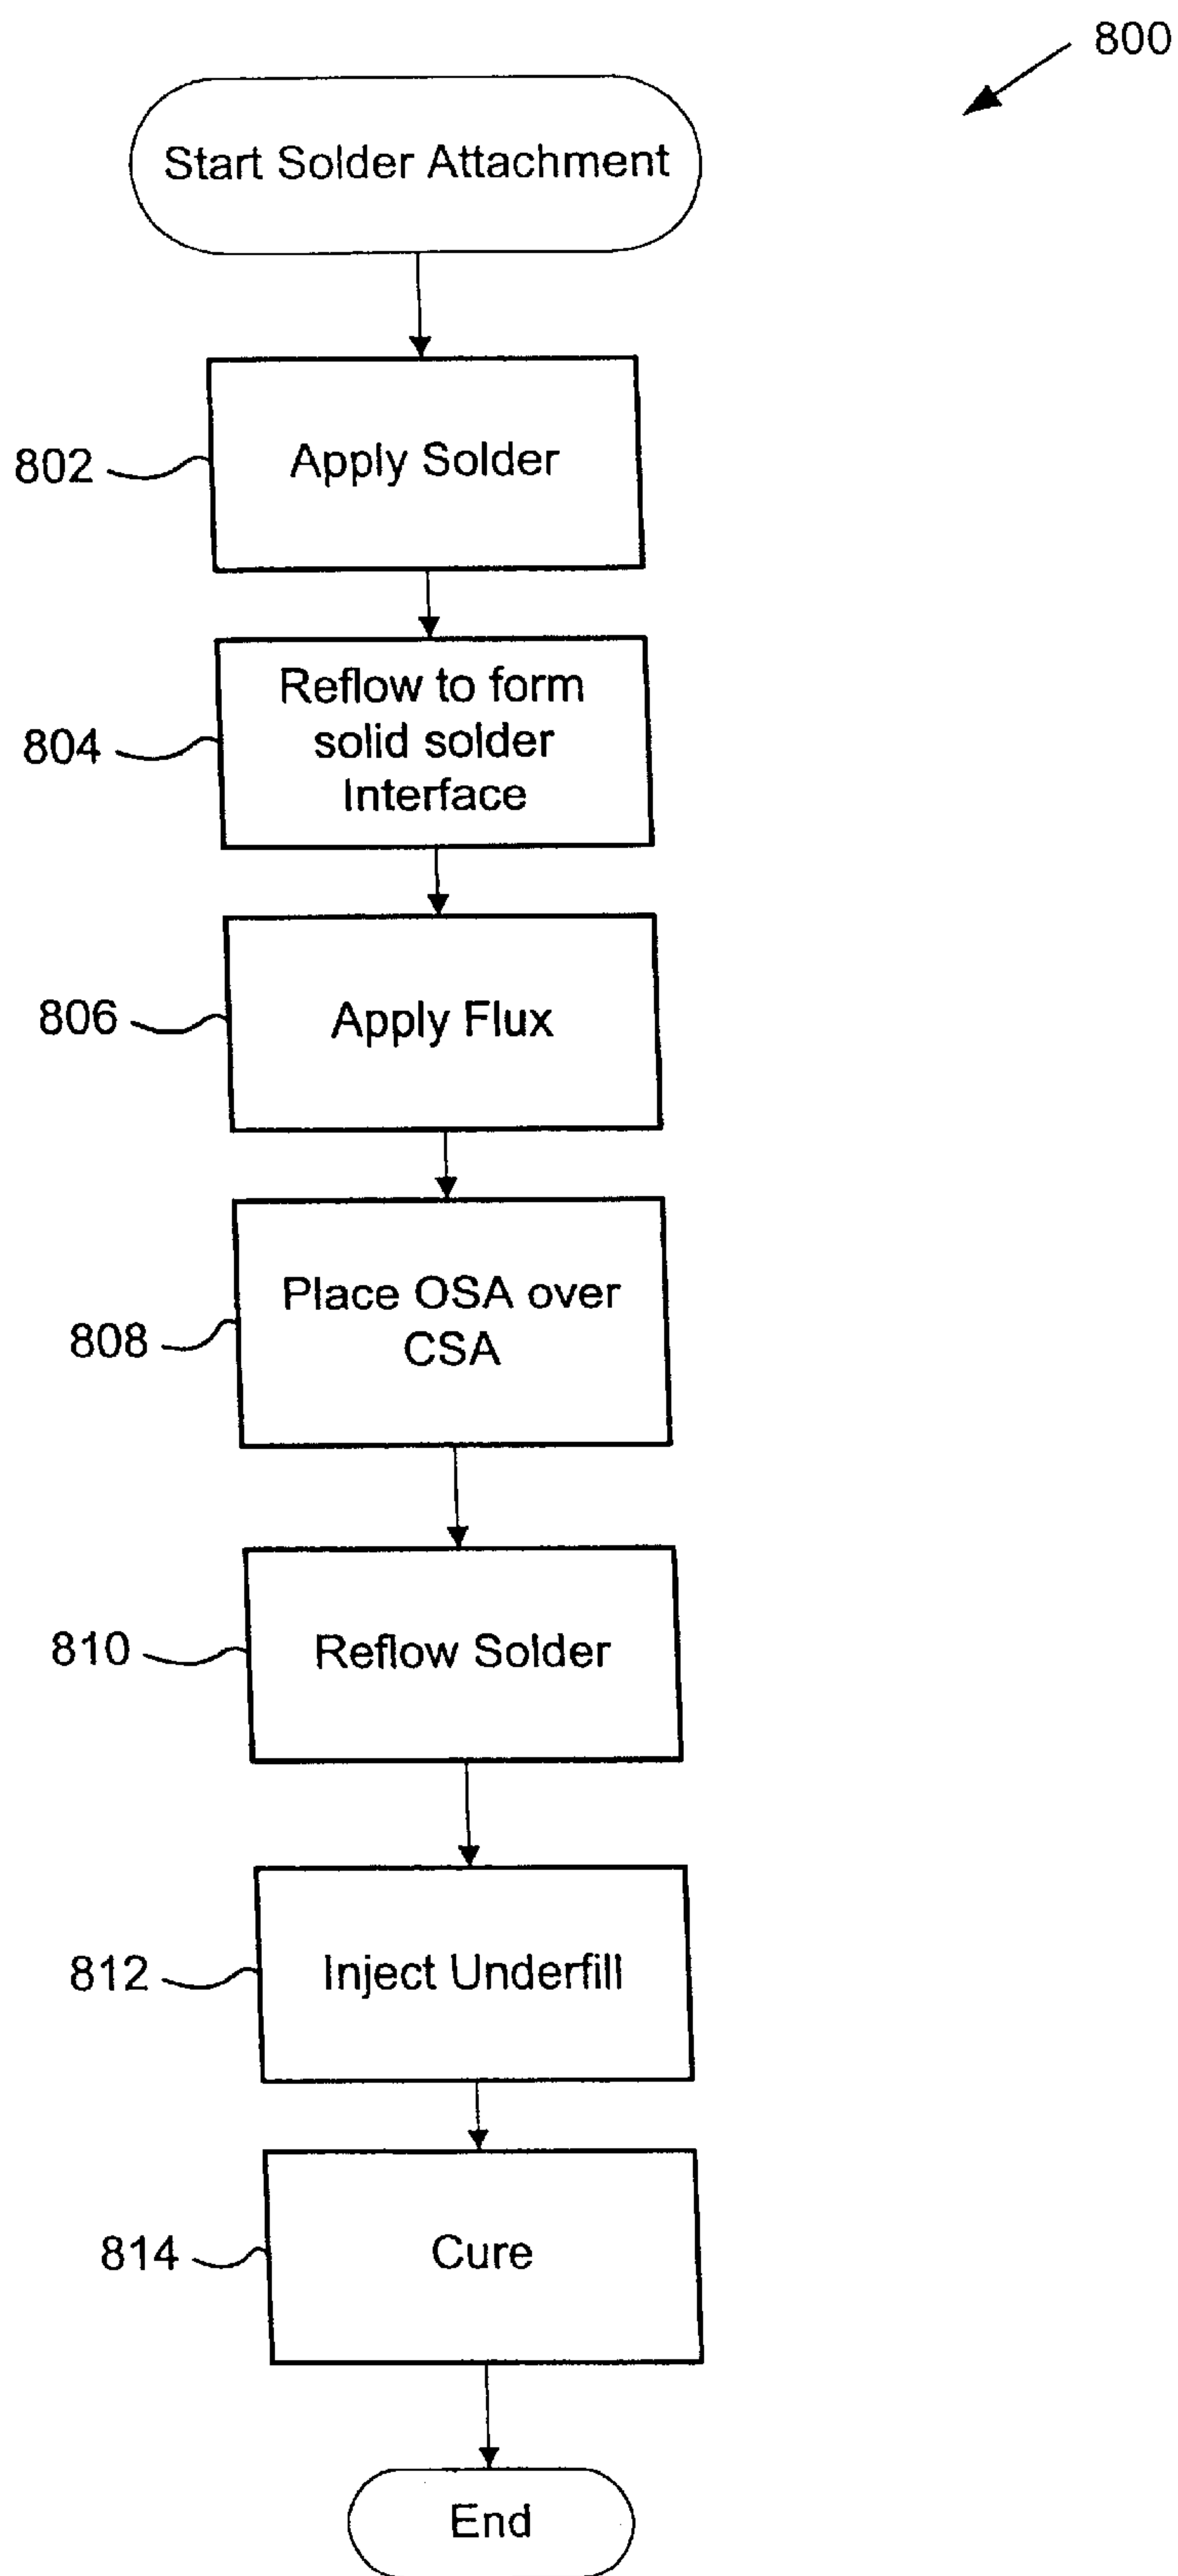 800
Start Solder Attachment
802
Apply Solder
804
Reflow to form
solid solder
Interface
806
Apply Flux
808
Place OSA over
CSA
810
Reflow Solder
812
Inject Underfill
814
Cure
End